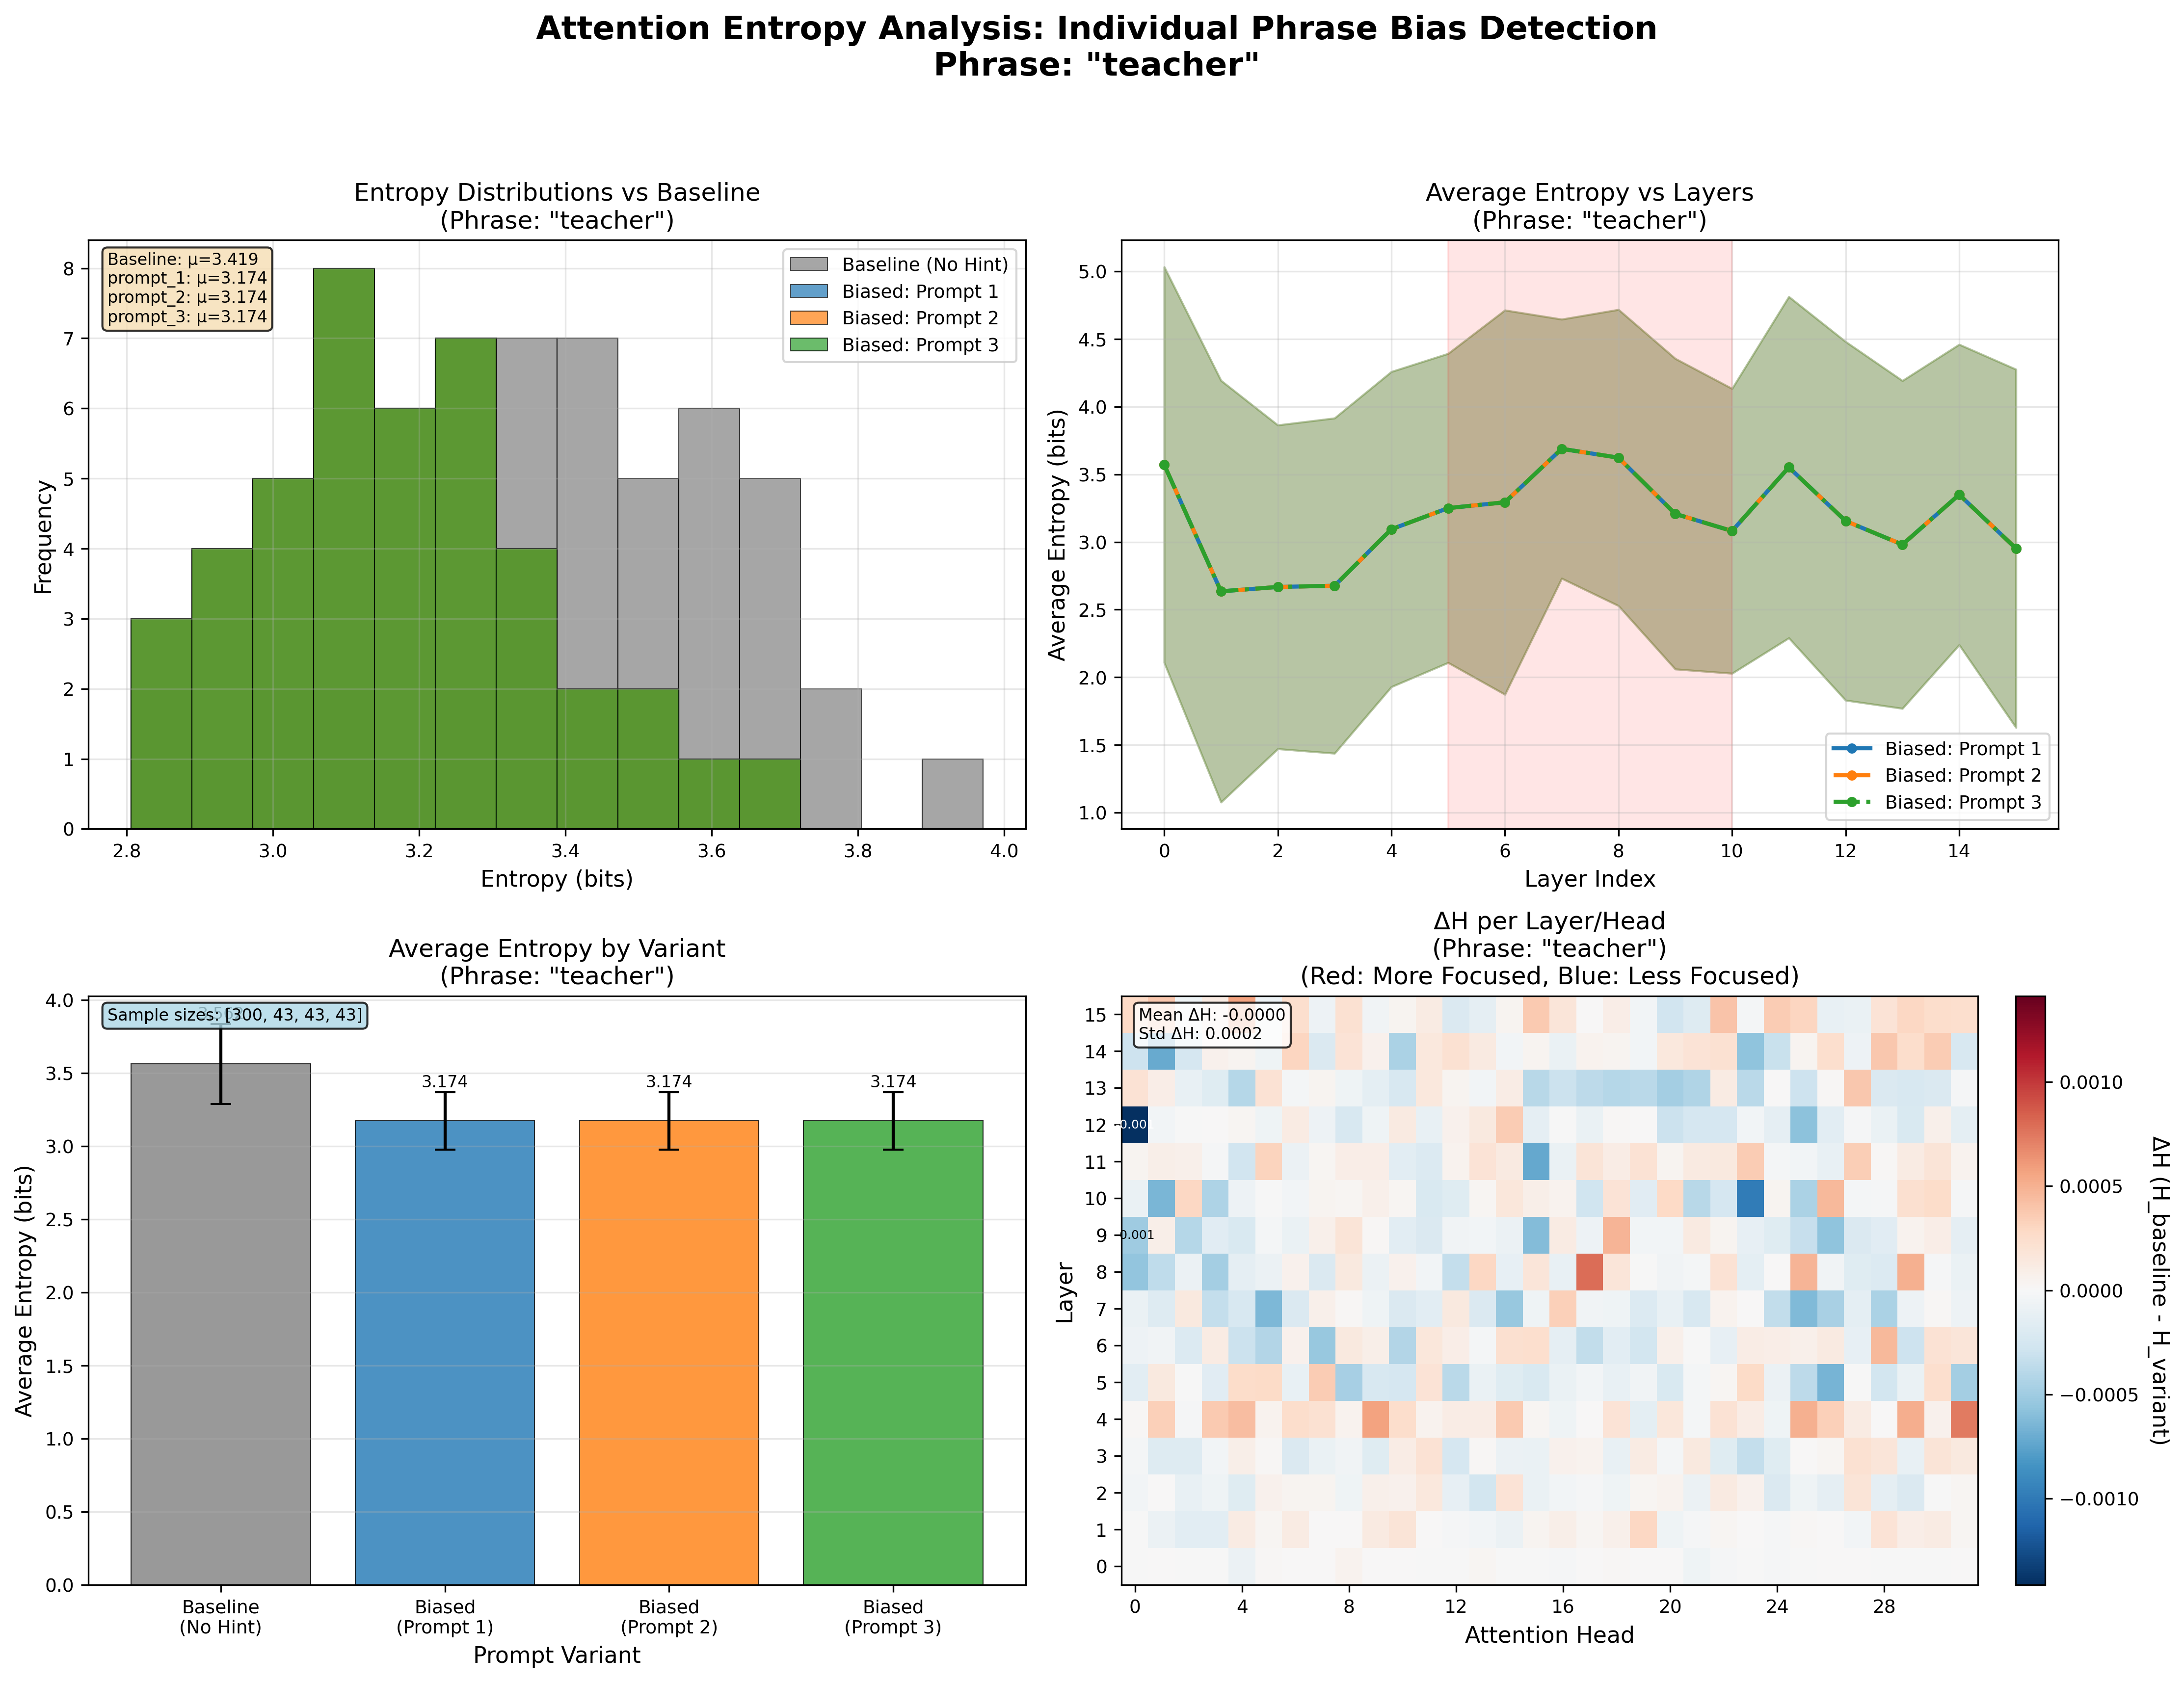 Attention Entropy Analysis: Individual Phrase Bias Detection
Phrase: "teacher"
Entropy Distributions vs Baseline
(Phrase: "teacher")
Baseline: μ=3.419
prompt_1: μ=3.174
prompt_2: μ=3.174
prompt_3: μ=3.174
Baseline (No Hint)
Biased: Prompt 1
Biased: Prompt 2
Biased: Prompt 3
Frequency
8
7
6
5
4
3
2
1
0
2.8 3.0 3.2 3.4 3.6 3.8 4.0
Entropy (bits)
Average Entropy vs Layers
(Phrase: "teacher")
Average Entropy (bits)
5.0
4.5
4.0
3.5
3.0
2.5
2.0
1.5
1.0
Biased: Prompt 1
Biased: Prompt 2
Biased: Prompt 3
0 2 4 6 8 10 12 14
Layer Index
Average Entropy by Variant
(Phrase: "teacher")
Sample sizes: [300, 43, 43, 43]
3.174 3.174 3.174
Average Entropy (bits)
4.0
3.5
3.0
2.5
2.0
1.5
1.0
0.5
0.0
Baseline
(No Hint)
Biased
(Prompt 1)
Biased
(Prompt 2)
Biased
(Prompt 3)
Prompt Variant
ΔH per Layer/Head
(Phrase: "teacher")
(Red: More Focused, Blue: Less Focused)
Mean ΔH: -0.0000
Std ΔH: 0.0002
Layer
15
14
13
12
11
10
9
8
7
6
5
4
3
2
1
0
0 4 8 12 16 20 24 28
Attention Head
0.0010
0.0005
0.0000
−0.0005
−0.0010
ΔH (H_baseline - H_variant)